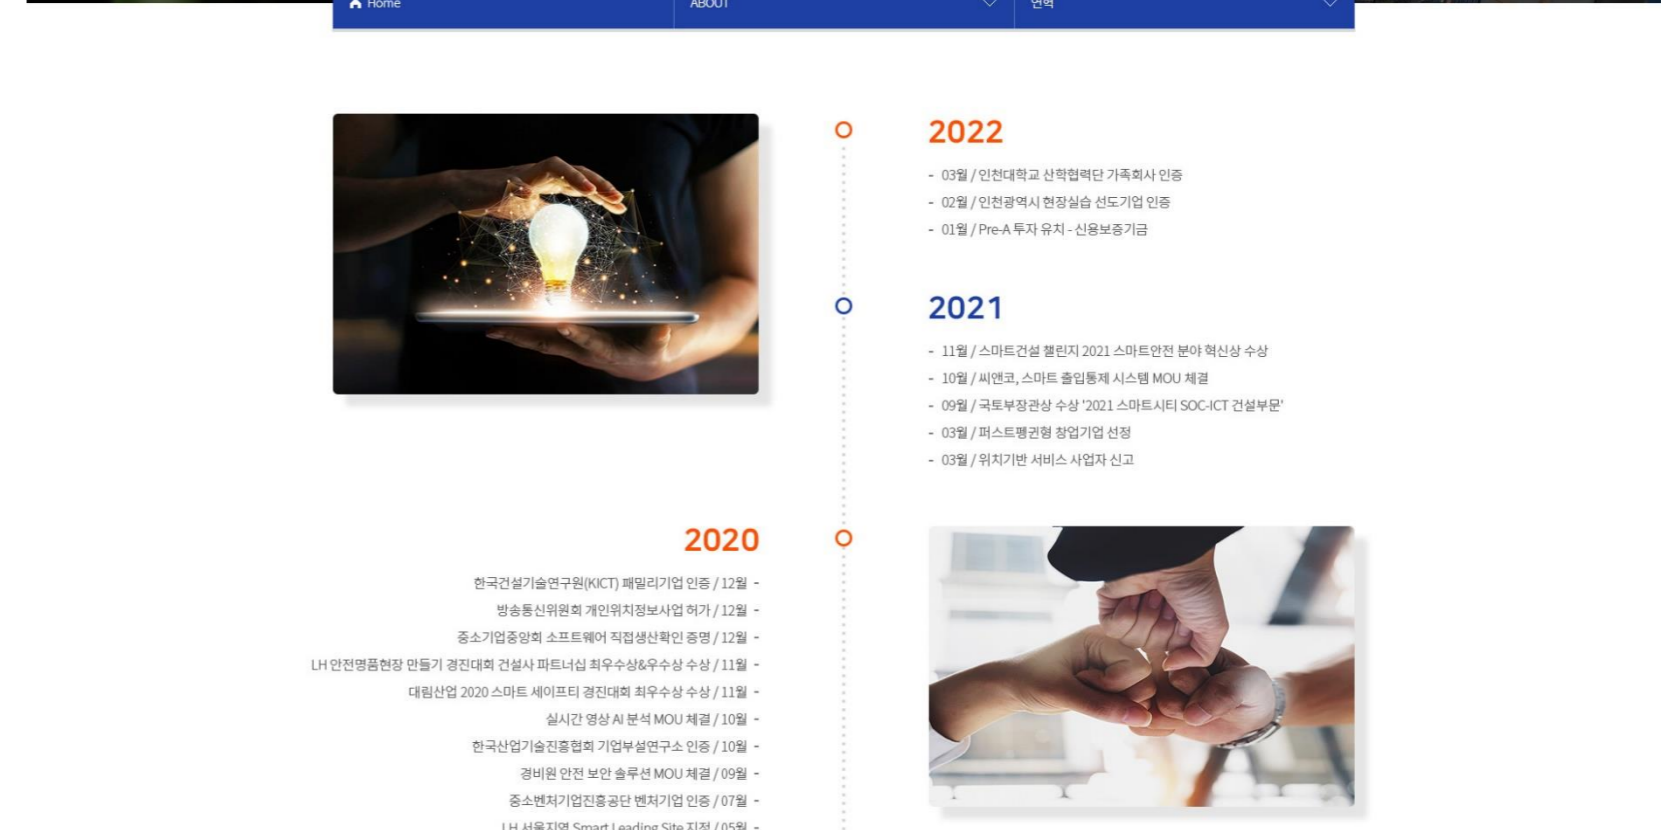 Home
ABOUT
연혁
2022
- 03월 / 인천대학교 산학협력단 가족회사 인증
- 02월 / 인천광역시 현장실습 선도기업 인증
- 01월 / Pre-A 투자 유치 - 신용보증기금
2021
- 11월 / 스마트건설 챌린지 2021 스마트안전 분야 혁신상 수상
- 10월 / 씨앤코, 스마트 출입통제 시스템 MOU 체결
- 09월 / 국토부장관상 수상 '2021 스마트시티 SOC-ICT 건설부문'
- 03월 / 퍼스트펭귄형 창업기업 선정
- 03월 / 위치기반 서비스 사업자 신고
2020
한국건설기술연구원(KICT) 패밀리기업 인증 / 12월 -
방송통신위원회 개인위치정보사업 허가 / 12월 -
중소기업중앙회 소프트웨어 직접생산확인 증명 / 12월 -
LH 안전명품현장 만들기 경진대회 건설사 파트너십 최우수상&우수상 수상 / 11월 -
대림산업 2020 스마트 세이프티 경진대회 최우수상 수상 / 11월 -
실시간 영상 AI 분석 MOU 체결 / 10월 -
한국산업기술진흥협회 기업부설연구소 인증 / 10월 -
경비원 안전 보안 솔루션 MOU 체결 / 09월 -
중소벤처기업진흥공단 벤처기업 인증 / 07월 -
LH 서울지역 Smart Leading Site 지정 / 05월 -